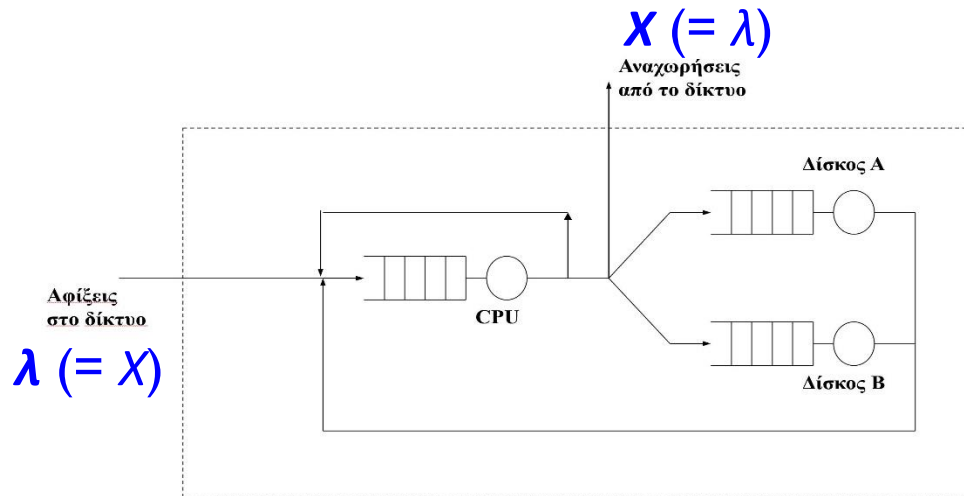 X (= λ)
Αναχωρήσεις
από το δίκτυο
Δίσκος Α
CPU
Αφίξεις
στο δίκτυο
λ (= X)
Δίσκος Β